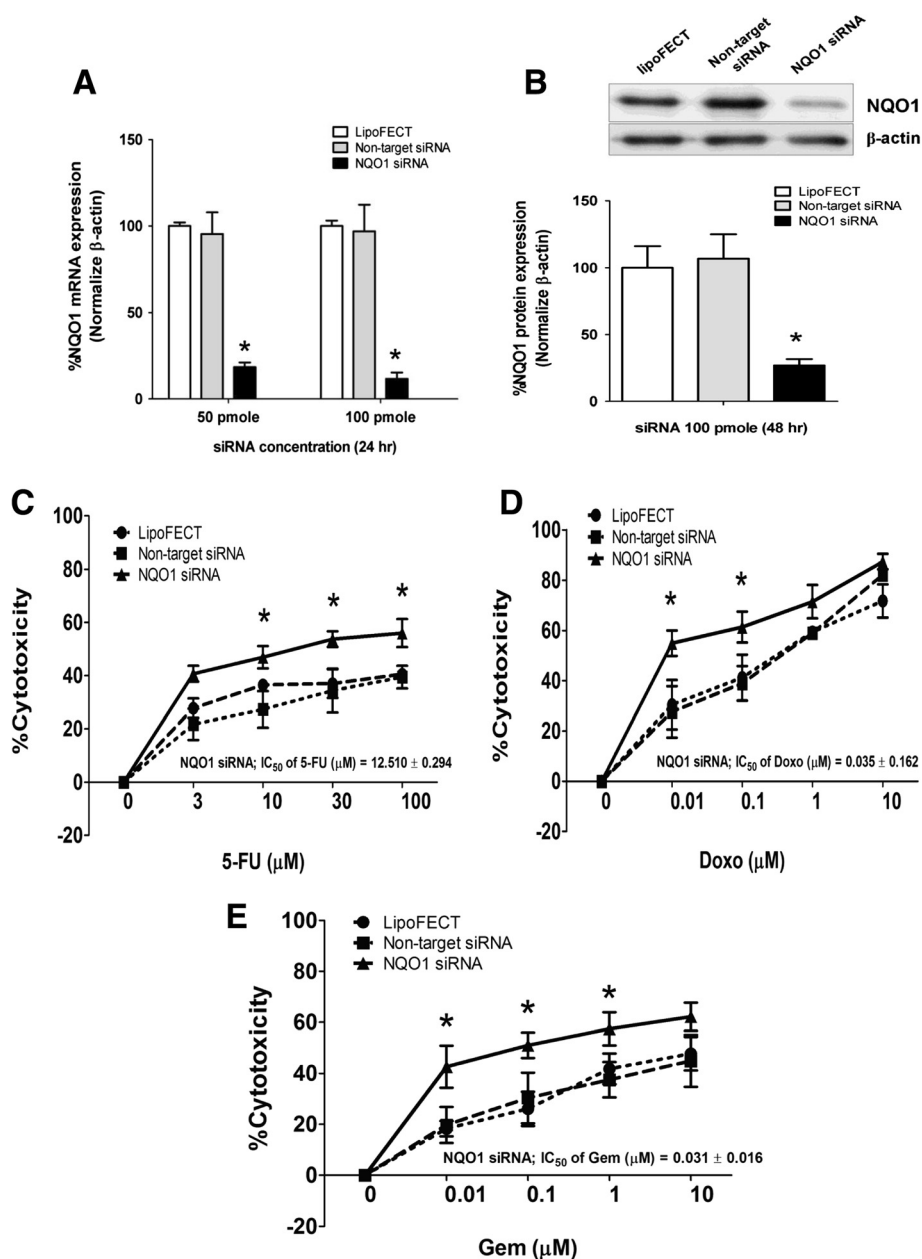 A
LipoFECT
Non-target siRNA
NQO1 siRNA
%NQO1 mRNA expression
(Normalize β-actin)
150
100
50
0
*
*
50 pmole
100 pmole
siRNA concentration (24 hr)
B
lipoFECT
Non-target
siRNA
NQO1 siRNA
NQO1
β-actin
LipoFECT
Non-target siRNA
NQO1 siRNA
%NQO1 protein expression
(Normalize β-actin)
150
100
50
0
*
siRNA 100 pmole (48 hr)
C
LipoFECT
Non-target siRNA
NQO1 siRNA
%Cytotoxicity
100
80
60
40
20
0
-20
* * *
NQO1 siRNA; IC50 of 5-FU (μM) = 12.510 ± 0.294
0 3 10 30 100
5-FU (μM)
D
LipoFECT
Non-target siRNA
NQO1 siRNA
%Cytotoxicity
100
80
60
40
20
0
-20
* *
NQO1 siRNA; IC50 of Doxo (μM) = 0.035 ± 0.162
0 0.01 0.1 1 10
Doxo (μM)
E
LipoFECT
Non-target siRNA
NQO1 siRNA
%Cytotoxicity
100
80
60
40
20
0
-20
* * *
NQO1 siRNA; IC50 of Gem (μM) = 0.031 ± 0.016
0 0.01 0.1 1 10
Gem (μM)